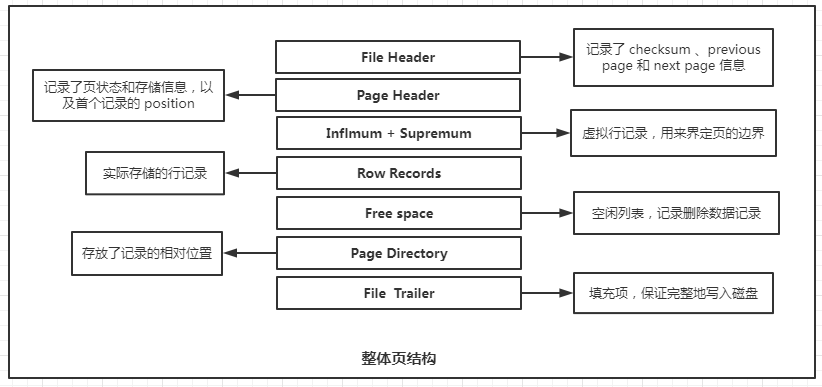 File Header
记录了 checksum 、previous
page 和 next page 信息
记录了页状态和存储信息，以
及首个记录的 position
Page Header
Inflmum + Supremum
虚拟行记录，用来界定页的边界
实际存储的行记录
Row Records
Free space
空闲列表，记录删除数据记录
存放了记录的相对位置
Page Directory
File Trailer
填充项，保证完整地写入磁盘
整体页结构